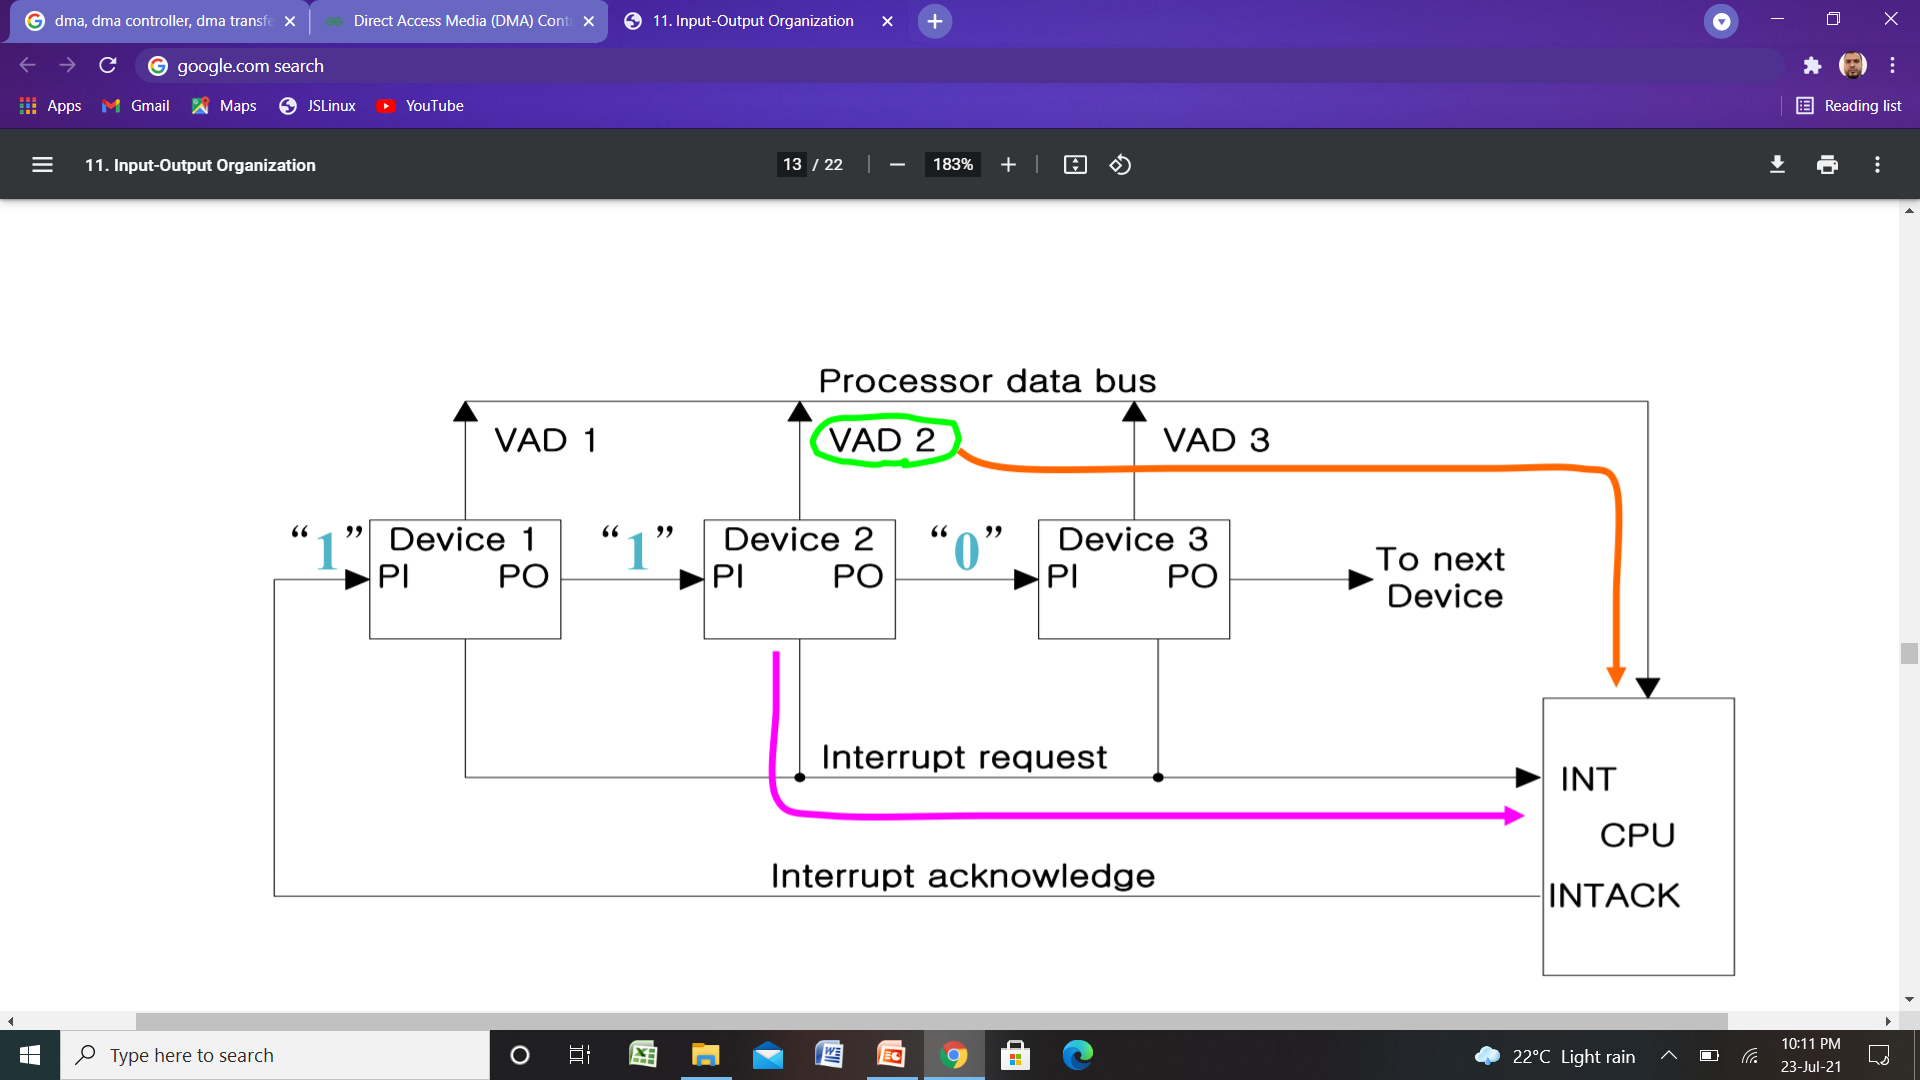 dma, dma controller, dma transfe
Direct Access Media (DMA) Cont
11. Input-Output Organization
google.com search
Apps
Gmail
Maps
JSLinux
YouTube
Reading list
11. Input-Output Organization
13 / 22
183%
Processor data bus
VAD 1
VAD 2
VAD 3
"1"
Device 1
PI
PO
"1"
Device 2
PI
PO
"0"
Device 3
PI
PO
To next
Device
Interrupt request
INT
CPU
Interrupt acknowledge
INTACK
Type here to search
22°C Light rain
10:11 PM
23-Jul-21